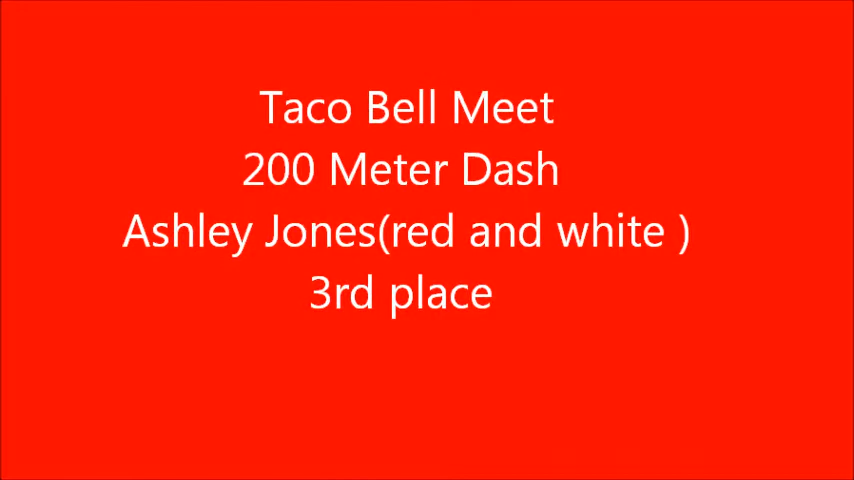 Taco Bell Meet
200 Meter Dash
Ashley Jones(red and white )
3rd place